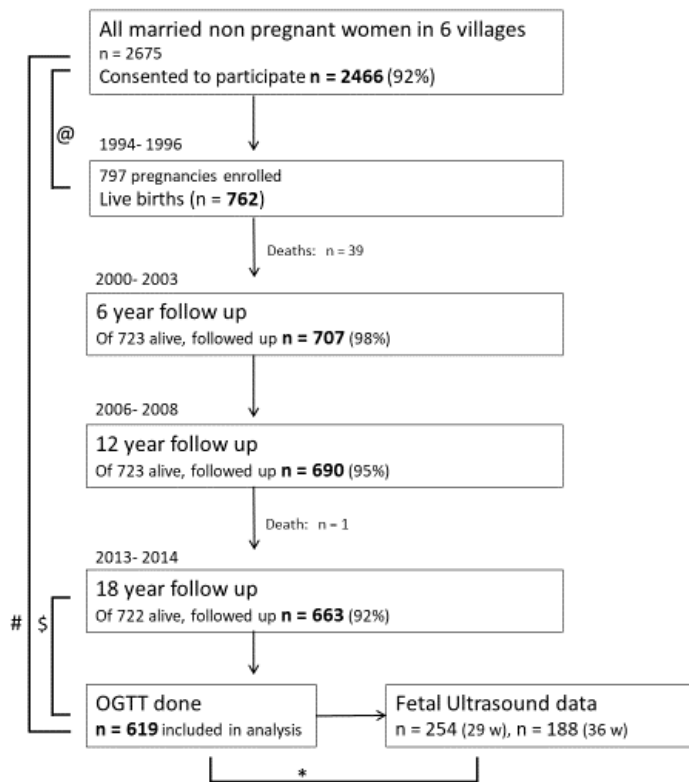 All married non pregnant women in 6 villages
n = 2675
Consented to participate n = 2466 (92%)
@
1994- 1996
797 pregnancies enrolled
Live births (n = 762)
Deaths: n = 39
2000- 2003
6 year follow up
Of 723 alive, followed up n = 707 (98%)
2006- 2008
12 year follow up
Of 723 alive, followed up n = 690 (95%)
Death: n = 1
2013- 2014
18 year follow up
Of 722 alive, followed up n = 663 (92%)
# $
OGTT done
n = 619 included in analysis
Fetal Ultrasound data
n = 254 (29 w), n = 188 (36 w)
*